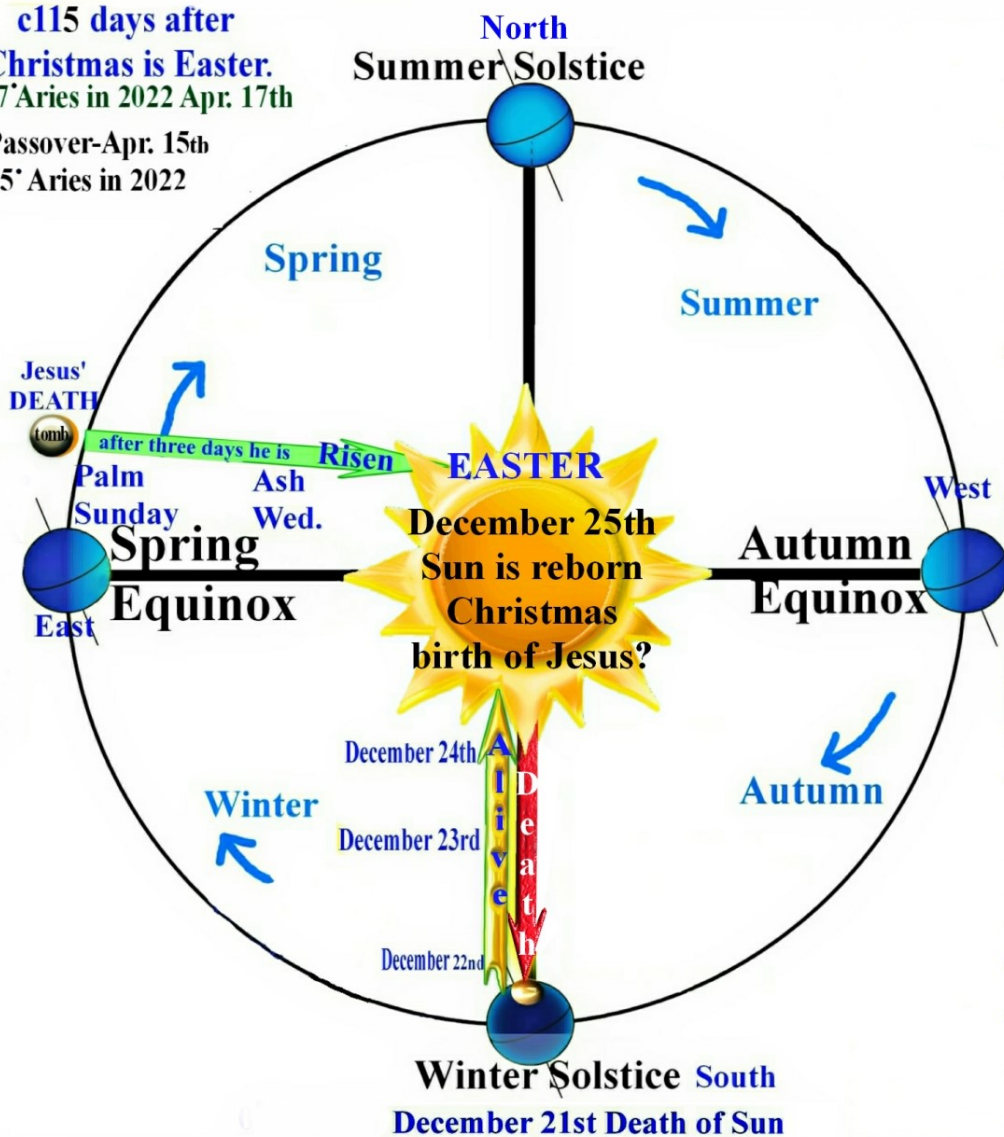 c115 days after
Christmas is Easter.
7˚Aries in 2022 Apr. 17th
Passover-Apr. 15th
5˚ Aries in 2022
North
Summer Solstice
Spring
Summer
Jesus'
DEATH
tomb
after three days he is Risen
Palm
Sunday
Ash
Wed.
EASTER
December 25th
Sun is reborn
Christmas
birth of Jesus?
West
Spring
Equinox
East
Autumn
Equinox
December 24th
December 23rd
December 22nd
Alive
Death
Winter
Autumn
Winter Solstice South
December 21st Death of Sun